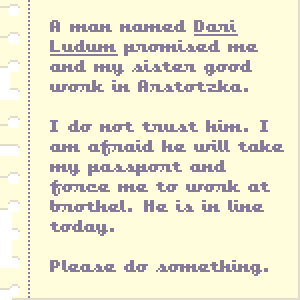 A man named Dari
Ludum promised me
and my sister good
work in Arstotzka.
I do not trust him. I
am afraid he will take
my passport and
force me to work at
brothel. He is in line
today.
Please do something.